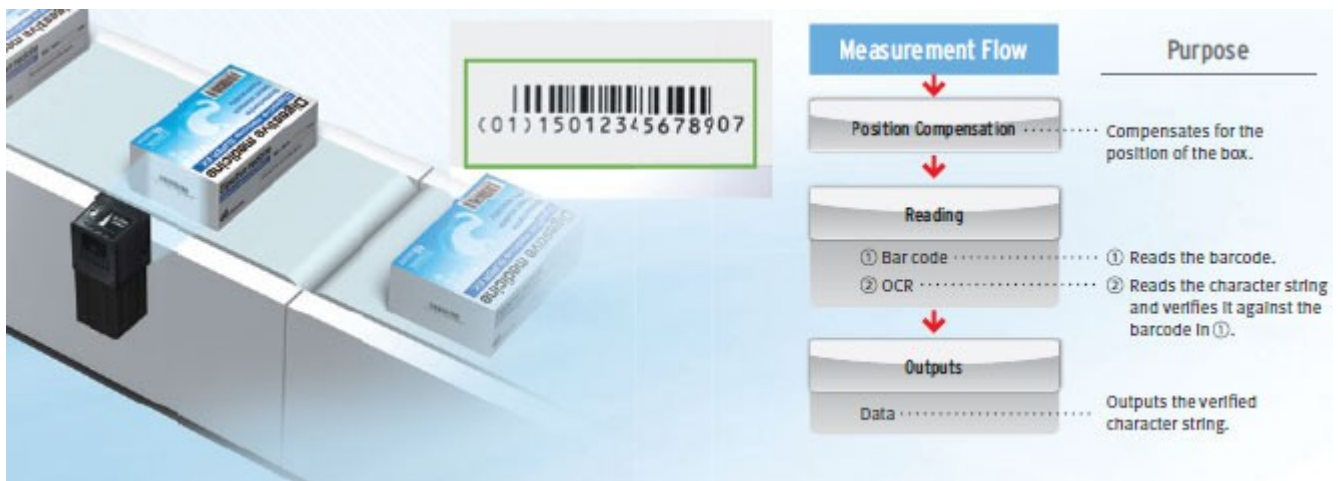 Digestive medicine
Digestive medicine
(01)15012345678907
Measurement Flow
Purpose
Position Compensation
Compensates for the
position of the box.
Reading
① Bar code
① Reads the barcode.
② OCR
② Reads the character string
and verifies it against the
barcode in ①.
Outputs
Data
Outputs the verified
character string.